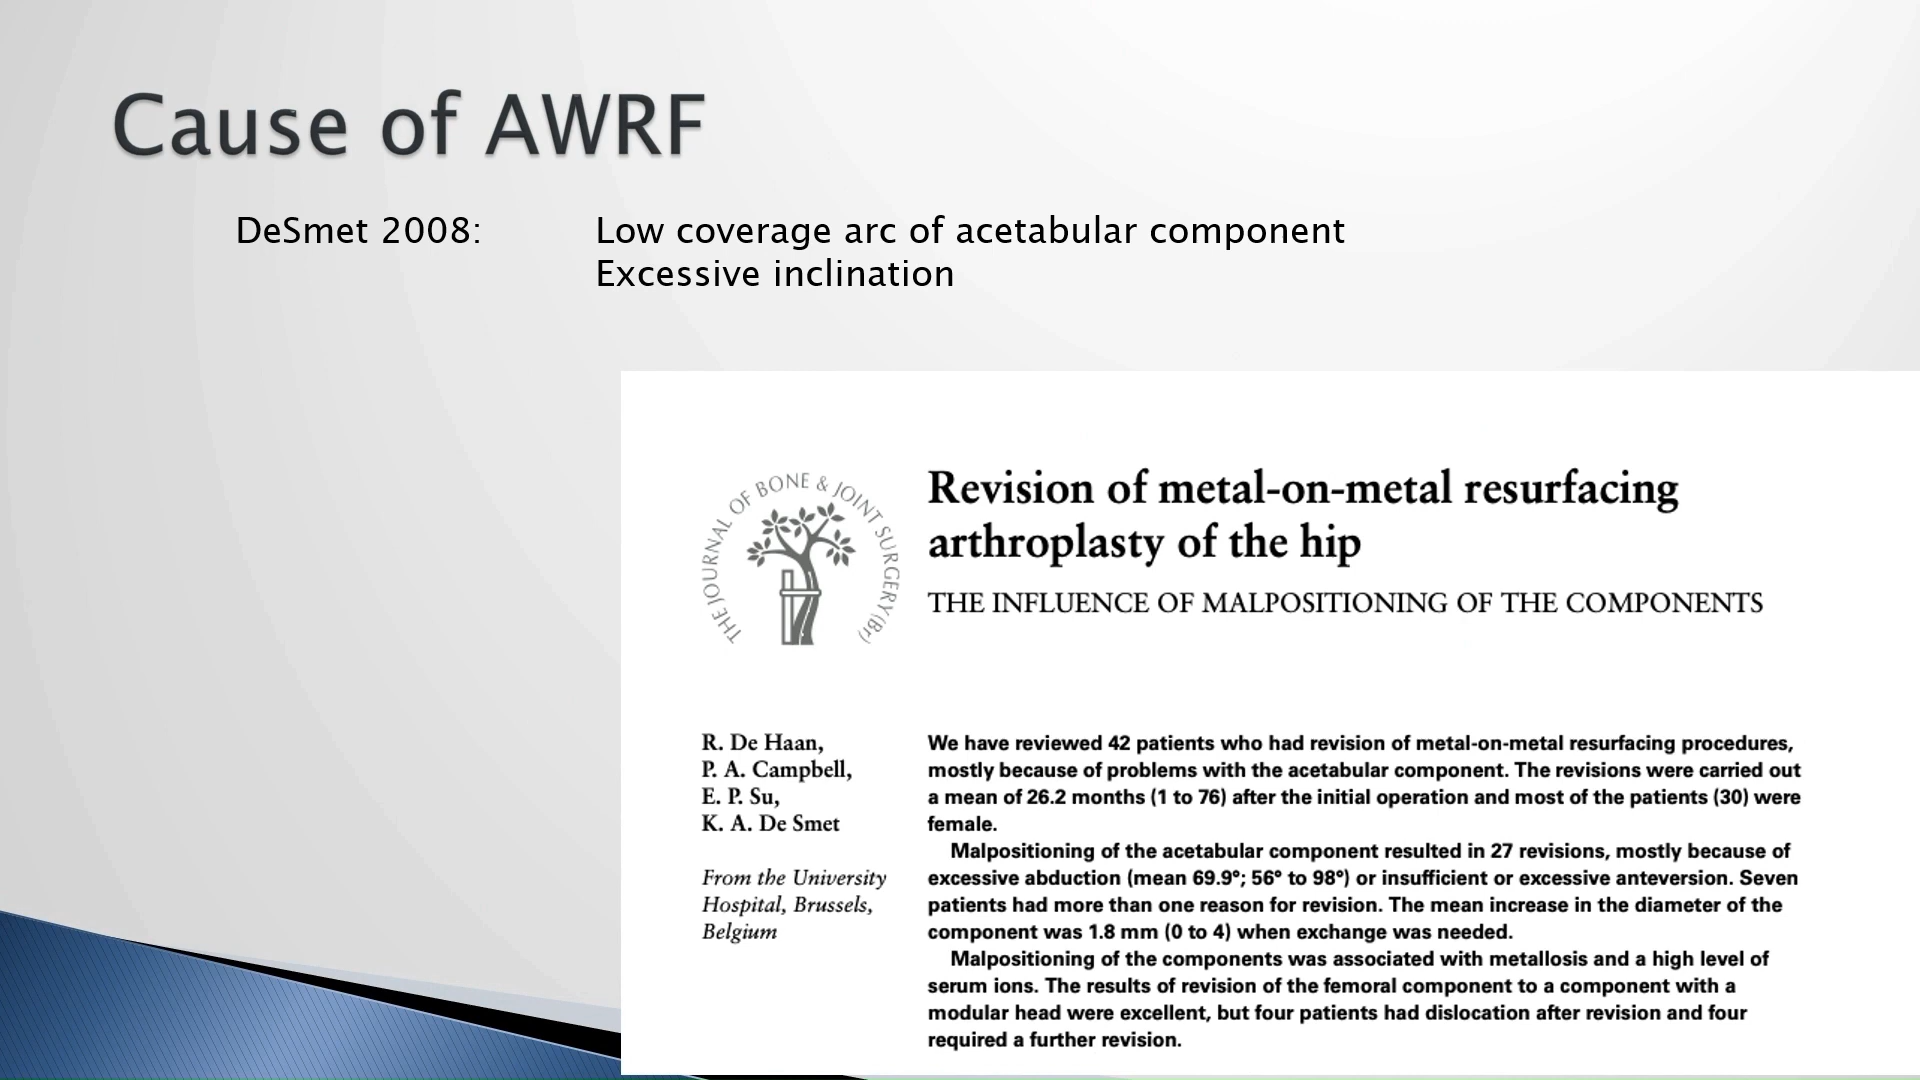 Cause of AWRF
DeSmet 2008: Low coverage arc of acetabular component
Excessive inclination
THE JOURNAL OF BONE & JOINT SURGERY (Br)
Revision of metal-on-metal resurfacing
arthroplasty of the hip
THE INFLUENCE OF MALPOSITIONING OF THE COMPONENTS
R. De Haan,
P. A. Campbell,
E. P. Su,
K. A. De Smet
From the University
Hospital, Brussels,
Belgium
We have reviewed 42 patients who had revision of metal-on-metal resurfacing procedures,
mostly because of problems with the acetabular component. The revisions were carried out
a mean of 26.2 months (1 to 76) after the initial operation and most of the patients (30) were
female.
Malpositioning of the acetabular component resulted in 27 revisions, mostly because of
excessive abduction (mean 69.9°; 56° to 98°) or insufficient or excessive anteversion. Seven
patients had more than one reason for revision. The mean increase in the diameter of the
component was 1.8 mm (0 to 4) when exchange was needed.
Malpositioning of the components was associated with metallosis and a high level of
serum ions. The results of revision of the femoral component to a component with a
modular head were excellent, but four patients had dislocation after revision and four
required a further revision.